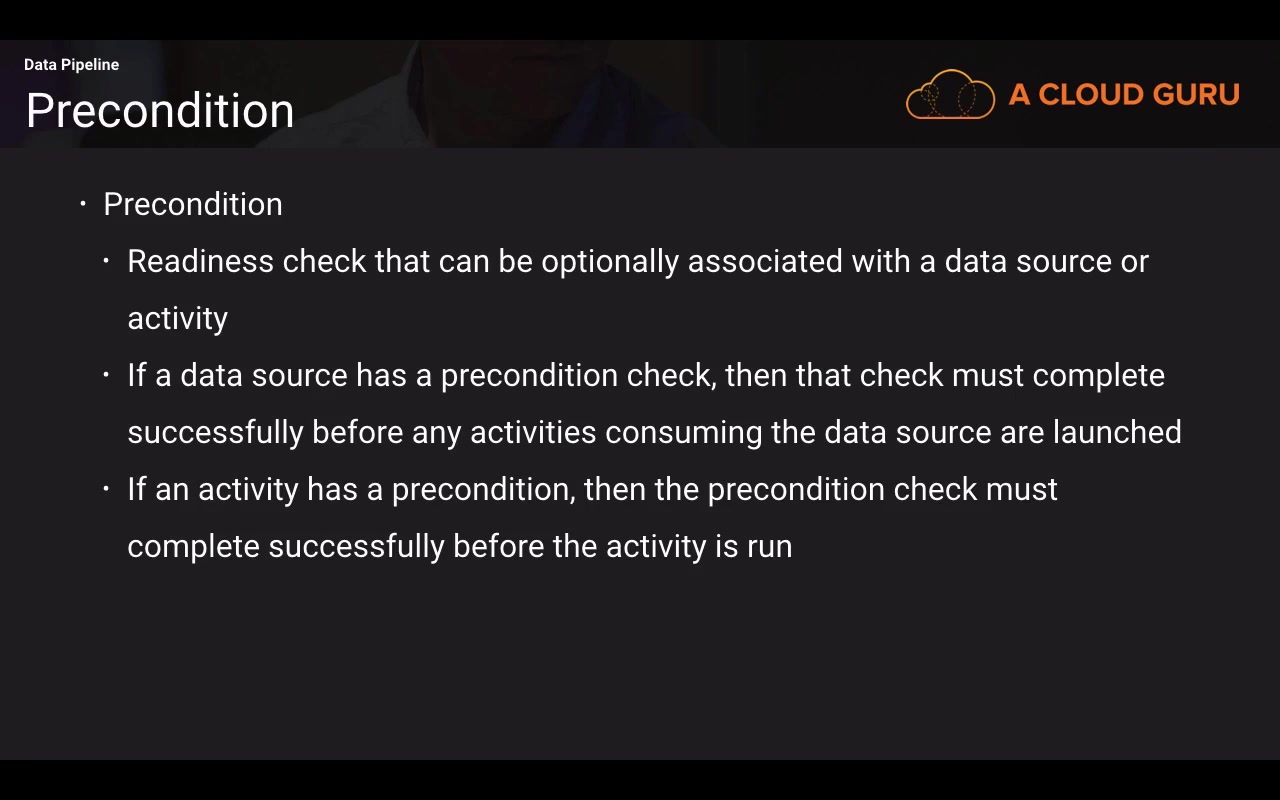 Data Pipeline
Precondition
A CLOUD GURU
· Precondition
· Readiness check that can be optionally associated with a data source or
activity
· If a data source has a precondition check, then that check must complete
successfully before any activities consuming the data source are launched
· If an activity has a precondition, then the precondition check must
complete successfully before the activity is run